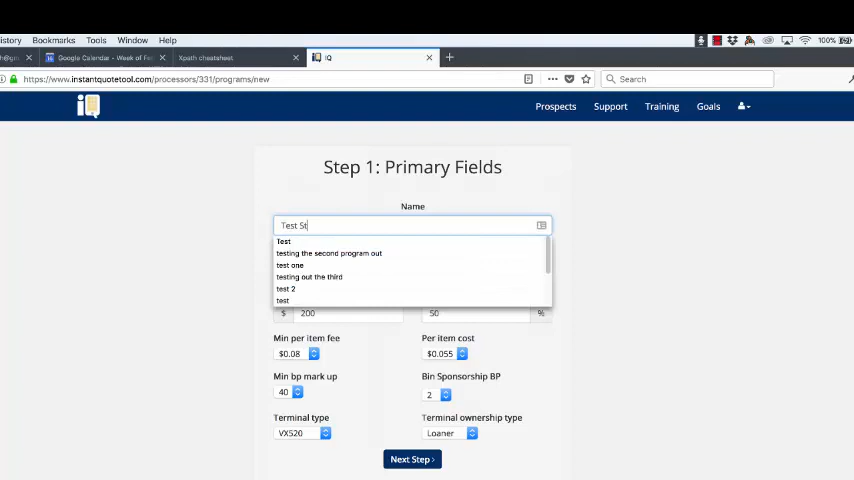 istory Bookmarks Tools Window Help 100%
Google Calendar - Week of Fe Xpath cheatsheet IQ
https://www.instantquotetool.com/processors/331/programs/new Search
iQ Prospects Support Training Goals
Step 1: Primary Fields
Name
Test St
Test
testing the second program out
test one
testing out the third
test 2
test
$ 200 50 %
Min per item fee Per item cost
$0.08 $0.055
Min bp mark up Bin Sponsorship BP
40 2
Terminal type Terminal ownership type
VX520 Loaner
Next Step ›